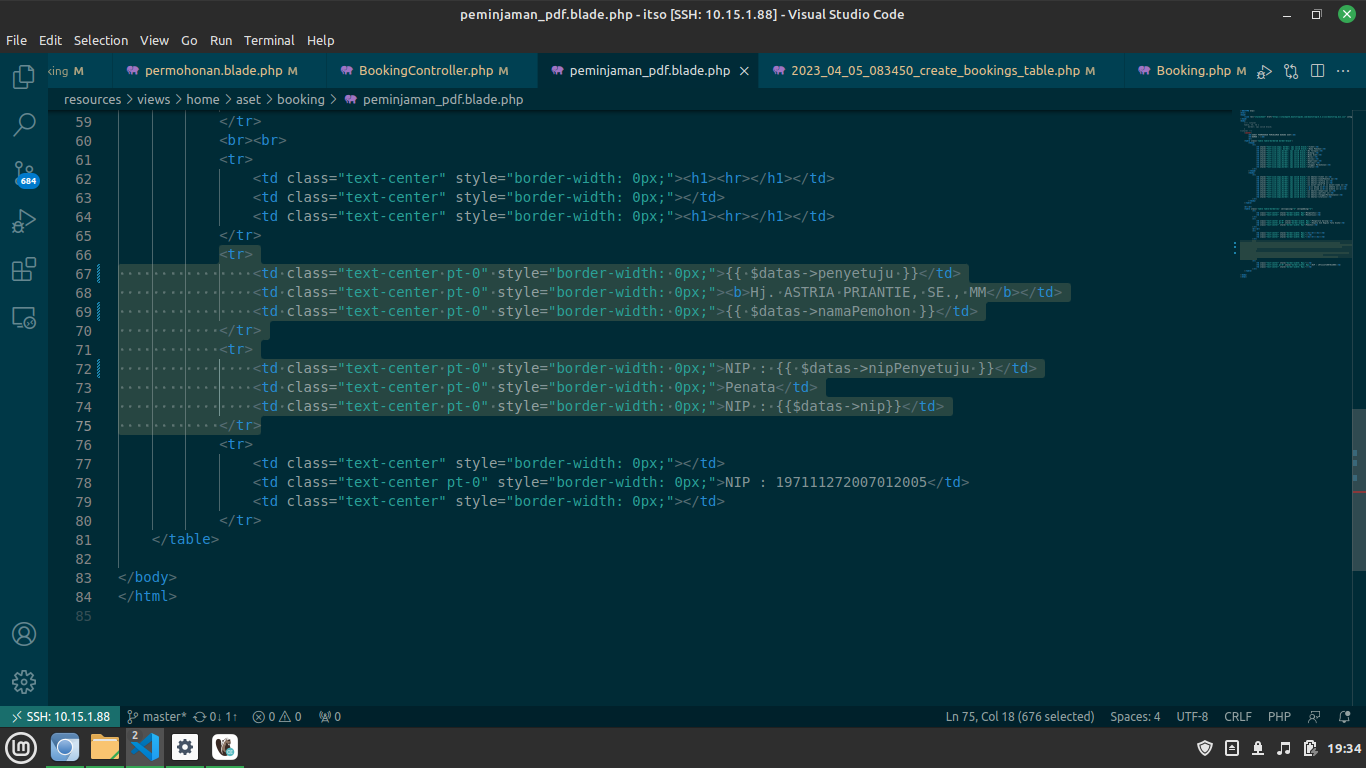 peminjaman_pdf.blade.php - itso [SSH: 10.15.1.88] - Visual Studio Code
File Edit Selection View Go Run Terminal Help
king M permohonan.blade.php M BookingController.php M peminjaman_pdf.blade.php 2023_04_05_083450_create_bookings_table.php M Booking.php M
resources > views > home > aset > booking > peminjaman_pdf.blade.php
59 </tr>
60 <br><br>
61 <tr>
62 <td class="text-center" style="border-width: 0px;"><h1><hr></h1></td>
63 <td class="text-center" style="border-width: 0px;"></td>
64 <td class="text-center" style="border-width: 0px;"><h1><hr></h1></td>
65 </tr>
66 <tr>
67 <td class="text-center pt-0" style="border-width: 0px;">{{ $datas->penyetuju }}</td>
68 <td class="text-center pt-0" style="border-width: 0px;"><b>Hj. ASTRIA PRIANTIE, SE., MM</b></td>
69 <td class="text-center pt-0" style="border-width: 0px;">{{ $datas->namaPemohon }}</td>
70 </tr>
71 <tr>
72 <td class="text-center pt-0" style="border-width: 0px;">NIP : {{ $datas->nipPenyetuju }}</td>
73 <td class="text-center pt-0" style="border-width: 0px;">Penata</td>
74 <td class="text-center pt-0" style="border-width: 0px;">NIP : {{$datas->nip}}</td>
75 </tr>
76 <tr>
77 <td class="text-center" style="border-width: 0px;"></td>
78 <td class="text-center pt-0" style="border-width: 0px;">NIP : 197111272007012005</td>
79 <td class="text-center" style="border-width: 0px;"></td>
80 </tr>
81 </table>
82
83 </body>
84 </html>
85
684
SSH: 10.15.1.88 master* 0↓ 1↑ 0 0 0 Ln 75, Col 18 (676 selected) Spaces: 4 UTF-8 CRLF PHP
2
19:34